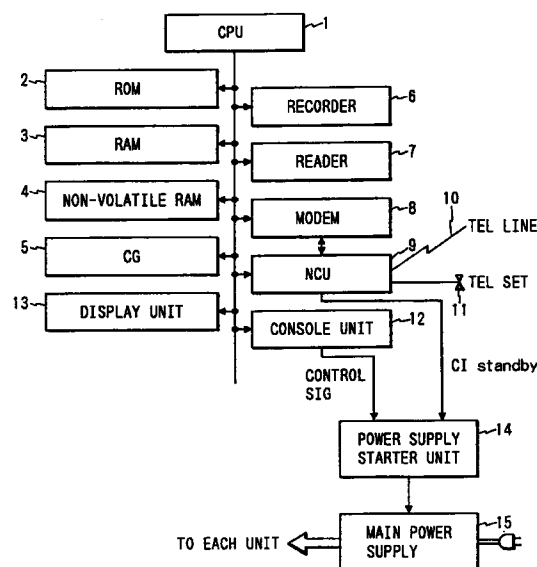 CPU 1
2 ROM
RECORDER 6
3 RAM
READER 7
4 NON-VOLATILE RAM
MODEM 8
10
TEL LINE
5 CG
NCU 9
TEL SET
11
13 DISPLAY UNIT
CONSOLE UNIT 12
CONTROL
SIG
CI standby
POWER SUPPLY
STARTER UNIT
14
MAIN POWER
SUPPLY
15
TO EACH UNIT